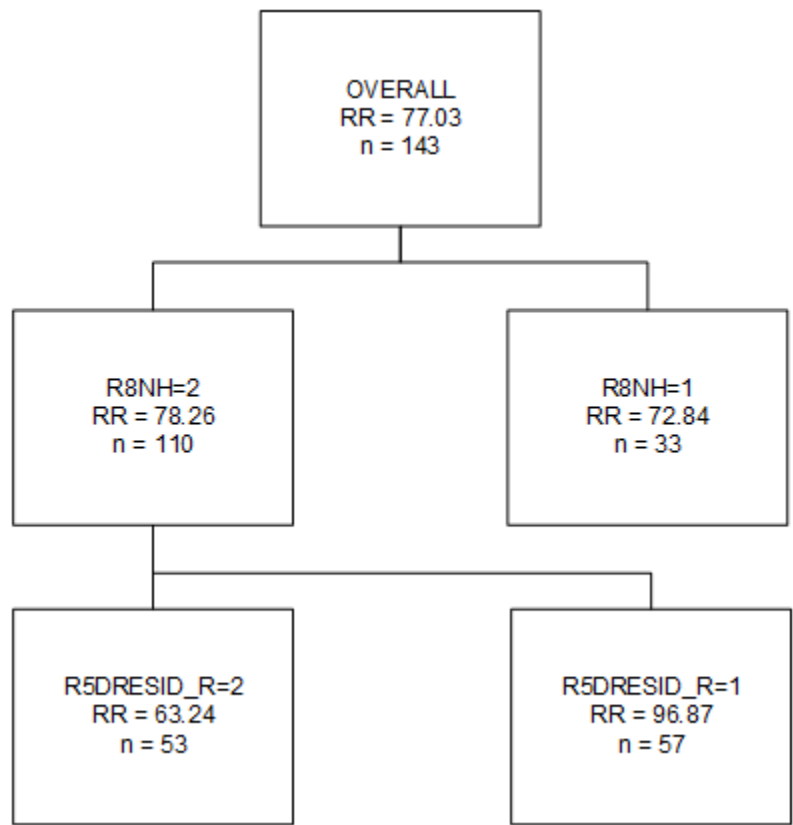 OVERALL
RR = 77.03
n = 143
R8NH=2
RR = 78.26
n = 110
R8NH=1
RR = 72.84
n = 33
R5DRESID_R=2
RR = 63.24
n = 53
R5DRESID_R=1
RR = 96.87
n = 57